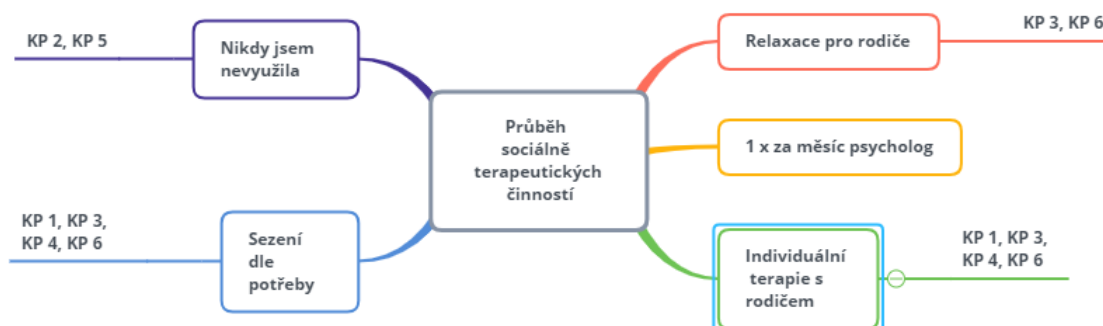 KP 2, KP 5
Nikdy jsem
nevyužila
Relaxace pro rodiče
KP 3, KP 6
Průběh
sociálně
terapeutických
činností
1 x za měsíc psycholog
KP 1, KP 3,
KP 4, KP 6
Sezení
dle
potřeby
Individuální
terapie s
rodičem
KP 1, KP 3,
KP 4, KP 6